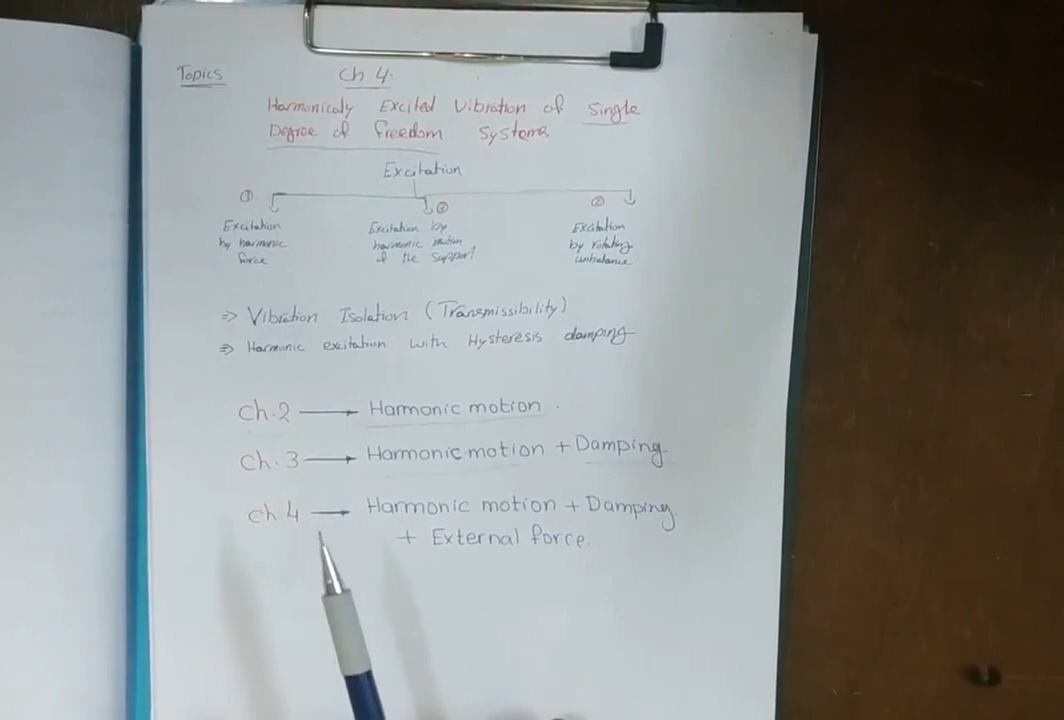 Topics
Ch 4:
Harmonicaly Excited Vibration of Single
Degree of freedom Systems
Excitation
① ② ②
Excitation
by harmonic
force
Excitation by
harmonic motion
of the support
Excitation
by rotating
unbalance
⇒ Vibration Isolation (Transmissibility)
⇒ Harmonic excitation with Hysteresis damping
Ch.2 → Harmonic motion.
Ch.3 → Harmonic motion + Damping
Ch 4 → Harmonic motion + Damping.
+ External force.